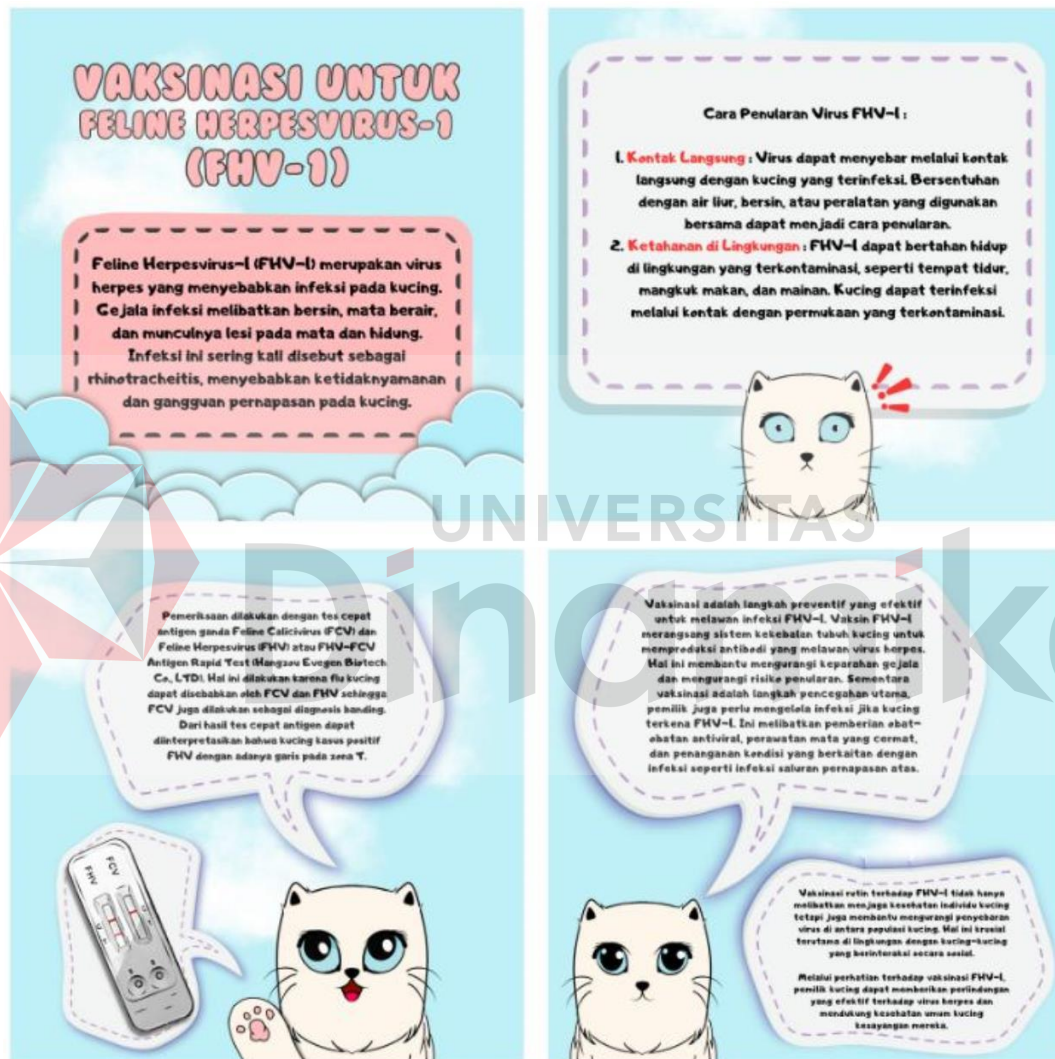 VAKSINASI UNTUK
FELINE HERPESVIRUS-1
(FHV-1)
Feline Herpesvirus-1 (FHV-1) merupakan virus
herpes yang menyebabkan infeksi pada kucing.
Gejala infeksi melibatkan bersin, mata berair,
dan munculnya lesi pada mata dan hidung.
Infeksi ini sering kali disebut sebagai
rhinotracheitis, menyebabkan ketidaknyamanan
dan gangguan pernapasan pada kucing.
Cara Penularan Virus FHV-1 :
1. Kontak Langsung : Virus dapat menyebar melalui kontak
langsung dengan kucing yang terinfeksi. Bersentuhan
dengan air liur, bersin, atau peralatan yang digunakan
bersama dapat menjadi cara penularan.
2. Ketahanan di Lingkungan : FHV-1 dapat bertahan hidup
di lingkungan yang terkontaminasi, seperti tempat tidur,
mangkuk makan, dan mainan. Kucing dapat terinfeksi
melalui kontak dengan permukaan yang terkontaminasi.
UNIVERSITAS
Dinamika
Pemeriksaan dilakukan dengan tes cepat
antigen ganda Feline Calicivirus (FCV) dan
Feline Herpesvirus (FHV) atau FHV-FCV
Antigen Rapid Test (Hangzou Evegen Biotech
Co., LTD). Hal ini dilakukan karena flu kucing
dapat disebabkan oleh FCV dan FHV sehingga
FCV juga dilakukan sebagai diagnosis banding.
Dari hasil tes cepat antigen dapat
diinterpretasikan bahwa kucing kasus positif
FHV dengan adanya garis pada zona T.
FHV FCV
Vaksinasi adalah langkah preventif yang efektif
untuk melawan infeksi FHV-1. Vaksin FHV-1
merangsang sistem kekebalan tubuh kucing untuk
memproduksi antibodi yang melawan virus herpes.
Hal ini membantu mengurangi keparahan gejala
dan mengurangi risiko penularan. Sementara
vaksinasi adalah langkah pencegahan utama,
pemilik juga perlu mengelola infeksi jika kucing
terkena FHV-1. Ini melibatkan pemberian obat-
obatan antiviral, perawatan mata yang cermat,
dan penanganan kondisi yang berkaitan dengan
infeksi seperti infeksi saluran pernapasan atas.
Vaksinasi rutin terhadap FHV-1 tidak hanya
melibatkan menjaga kesehatan individu kucing
tetapi juga membantu mengurangi penyebaran
virus di antara populasi kucing. Hal ini krusial
terutama di lingkungan dengan kucing-kucing
yang berinteraksi secara sosial.
Melalui perhatian terhadap vaksinasi FHV-1,
pemilik kucing dapat memberikan perlindungan
yang efektif terhadap virus herpes dan
mendukung kesehatan umum kucing
kesayangan mereka.